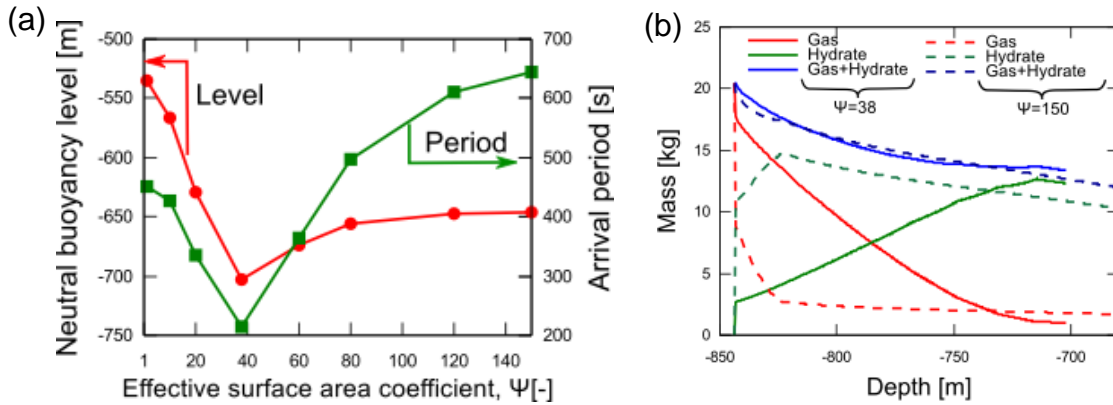 (a)
Neutral buoyancy level [m]
-500
-550
-600
-650
-700
-750
Level
Period
700
600
500
400
300
200
Arrival period [s]
1 20 40 60 80 100 120 140
Effective surface area coefficient, Ψ[-]
(b)
Gas
Hydrate
Gas+Hydrate
Ψ=38
Gas
Hydrate
Gas+Hydrate
Ψ=150
Mass [kg]
25
20
15
10
5
0
-850 -800 -750 -700
Depth [m]